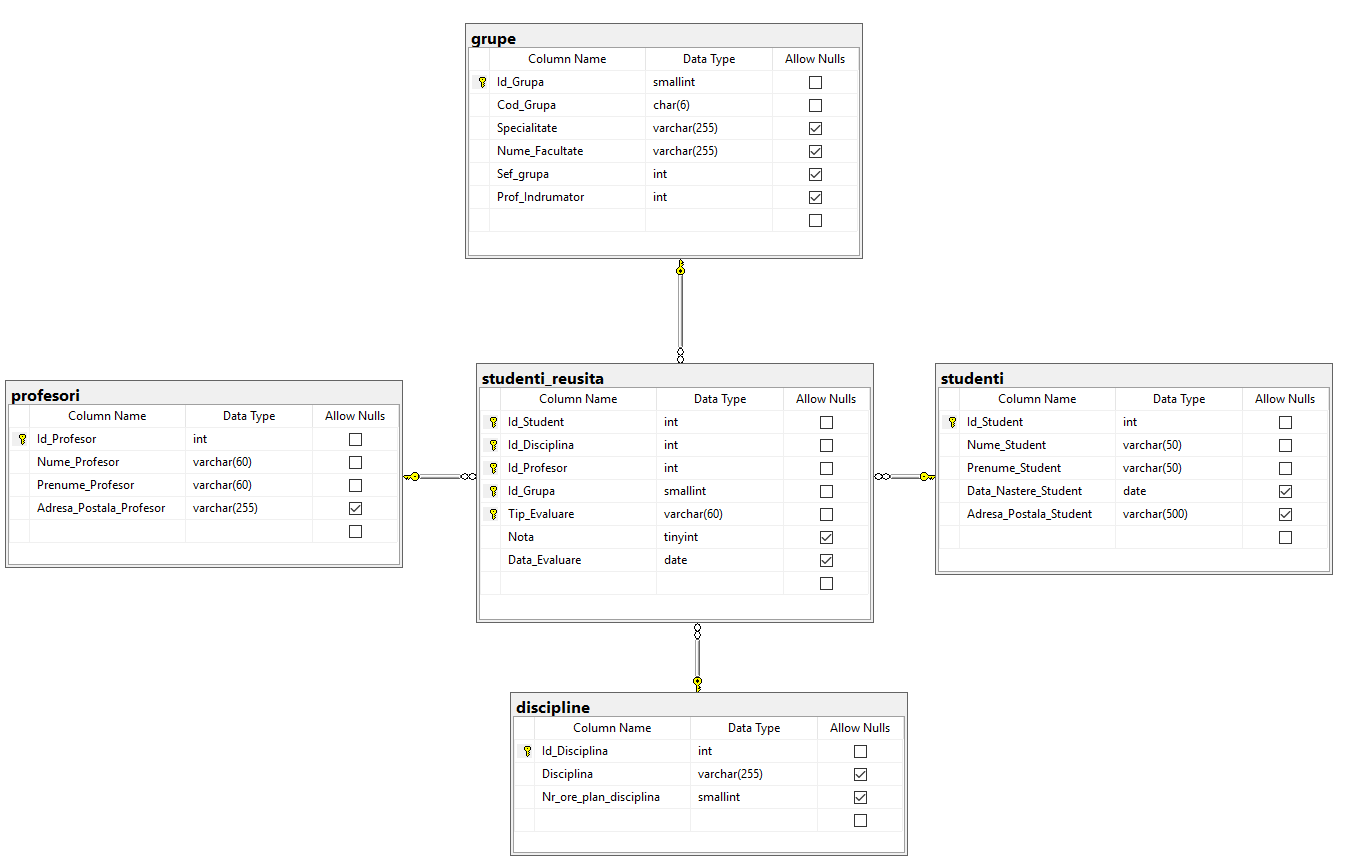 grupe
Column Name Data Type Allow Nulls
Id_Grupa smallint
Cod_Grupa char(6)
Specialitate varchar(255)
Nume_Facultate varchar(255)
Sef_grupa int
Prof_Indrumator int
profesori
Column Name Data Type Allow Nulls
Id_Profesor int
Nume_Profesor varchar(60)
Prenume_Profesor varchar(60)
Adresa_Postala_Profesor varchar(255)
studenti_reusita
Column Name Data Type Allow Nulls
Id_Student int
Id_Disciplina int
Id_Profesor int
Id_Grupa smallint
Tip_Evaluare varchar(60)
Nota tinyint
Data_Evaluare date
studenti
Column Name Data Type Allow Nulls
Id_Student int
Nume_Student varchar(50)
Prenume_Student varchar(50)
Data_Nastere_Student date
Adresa_Postala_Student varchar(500)
discipline
Column Name Data Type Allow Nulls
Id_Disciplina int
Disciplina varchar(255)
Nr_ore_plan_disciplina smallint